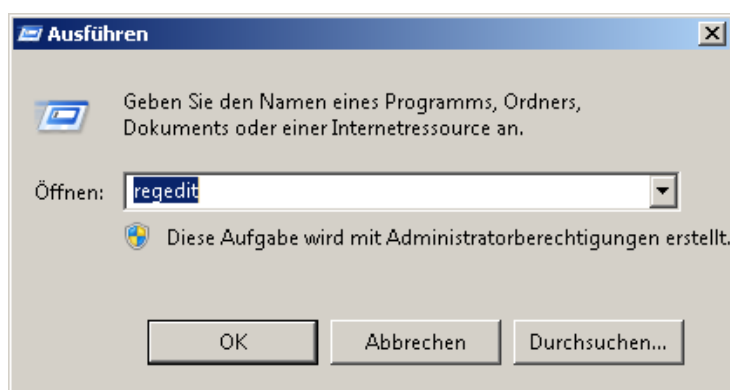 Ausführen
Geben Sie den Namen eines Programms, Ordners,
Dokuments oder einer Internetressource an.
Öffnen: regedit
Diese Aufgabe wird mit Administratorberechtigungen erstellt.
OK Abbrechen Durchsuchen...